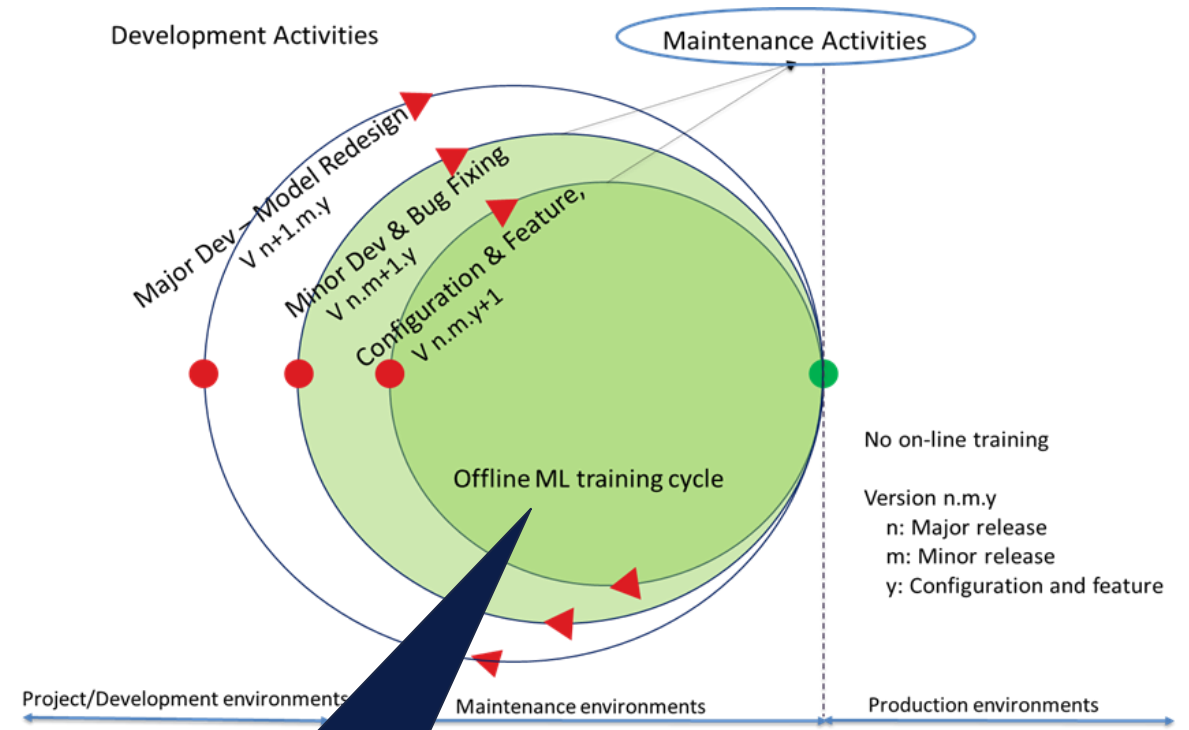 Development Activities
Maintenance Activities
Major Dev – Model Redesign
V n+1.m.y
Minor Dev & Bug Fixing
V n.m+1.y
Configuration & Feature,
V n.m.y+1
Offline ML training cycle
No on-line training
Version n.m.y
n: Major release
m: Minor release
y: Configuration and feature
Project/Development environments
Maintenance environments
Production environments